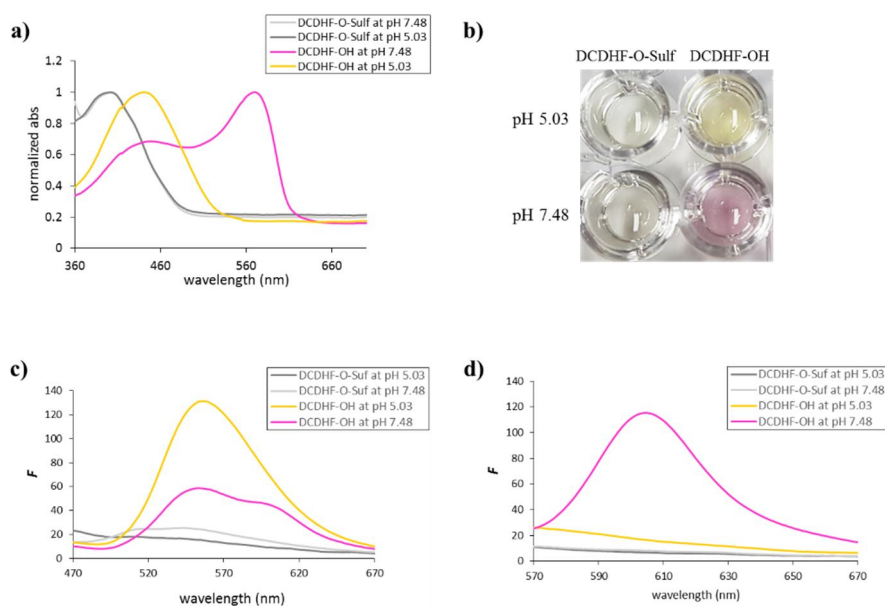 a)
DCDHF-O-Sulf at pH 7.48
DCDHF-O-Sulf at pH 5.03
DCDHF-OH at pH 7.48
DCDHF-OH at pH 5.03
1.2
1
0.8
0.6
0.4
0.2
0
normalized abs
360 460 560 660
wavelength (nm)
b)
DCDHF-O-Sulf DCDHF-OH
pH 5.03
pH 7.48
c)
DCDHF-O-Suf at pH 5.03
DCDHF-O-Suf at pH 7.48
DCDHF-OH at pH 5.03
DCDHF-OH at pH 7.48
140
120
100
80
60
40
20
0
F
470 520 570 620 670
wavelength (nm)
d)
DCDHF-O-Suf at pH 5.03
DCDHF-O-Suf at pH 7.48
DCDHF-OH at pH 5.03
DCDHF-OH at pH 7.48
140
120
100
80
60
40
20
0
F
570 590 610 630 650 670
wavelength (nm)